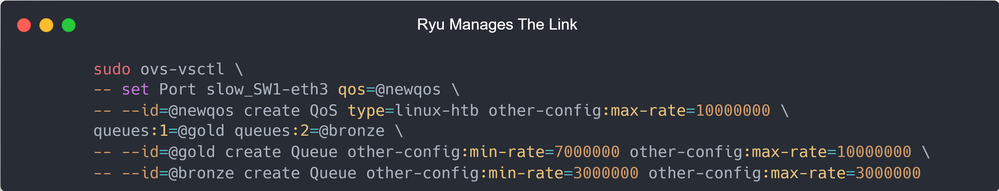 Ryu Manages The Link
sudo ovs-vsctl \
-- set Port slow_SW1-eth3 qos=@newqos \
-- --id=@newqos create QoS type=linux-htb other-config:max-rate=10000000 \
queues:1=@gold queues:2=@bronze \
-- --id=@gold create Queue other-config:min-rate=7000000 other-config:max-rate=10000000 \
-- --id=@bronze create Queue other-config:min-rate=3000000 other-config:max-rate=3000000